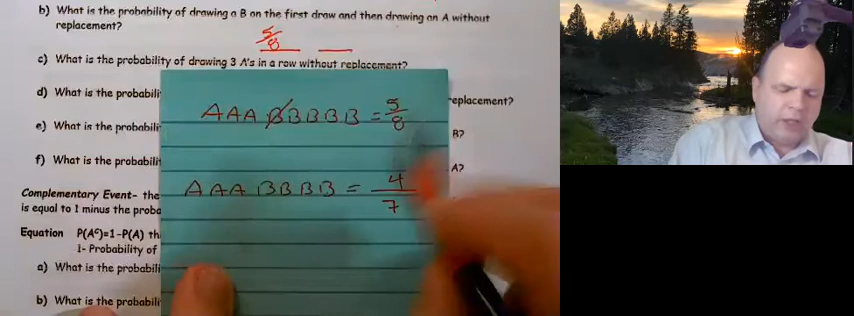 b) What is the probability of drawing a B on the first draw and then drawing an A without
replacement?
5/8
c) What is the probability of drawing 3 A's in a row without replacement?
d) What is the probabili
replacement?
AAA BBBBB = 5/8
e) What is the probabili
B?
f) What is the probabilit
A?
AAA BBBB = 4/7
Complementary Event- the
is equal to 1 minus the proba
Equation P(Aᶜ)=1-P(A) th
1- Probability of
a) What is the probabili
b) What is the probabili